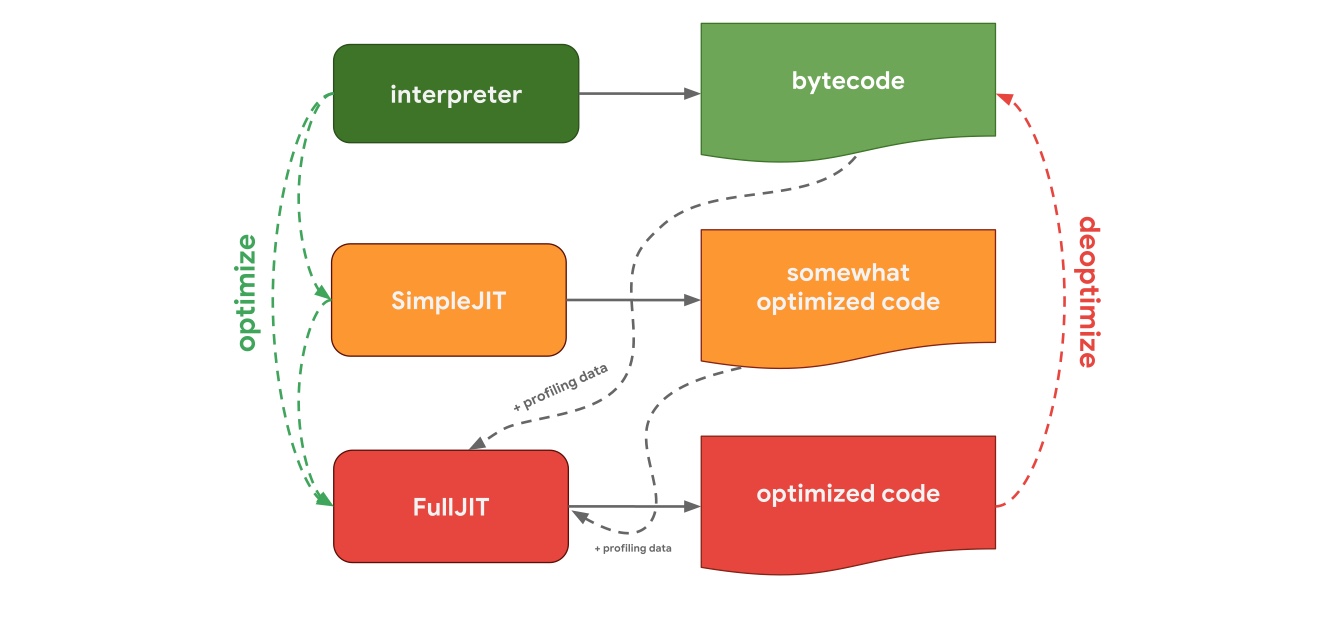 interpreter
bytecode
optimize
SimpleJIT
somewhat
optimized code
deoptimize
+ profiling data
FullJIT
optimized code
+ profiling data